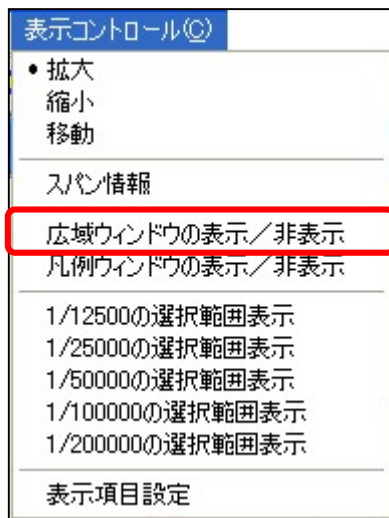 表示コントロール(C)
• 拡大
縮小
移動
スパン情報
広域ウィンドウの表示／非表示
凡例ウィンドウの表示／非表示
1/12500の選択範囲表示
1/25000の選択範囲表示
1/50000の選択範囲表示
1/100000の選択範囲表示
1/200000の選択範囲表示
表示項目設定